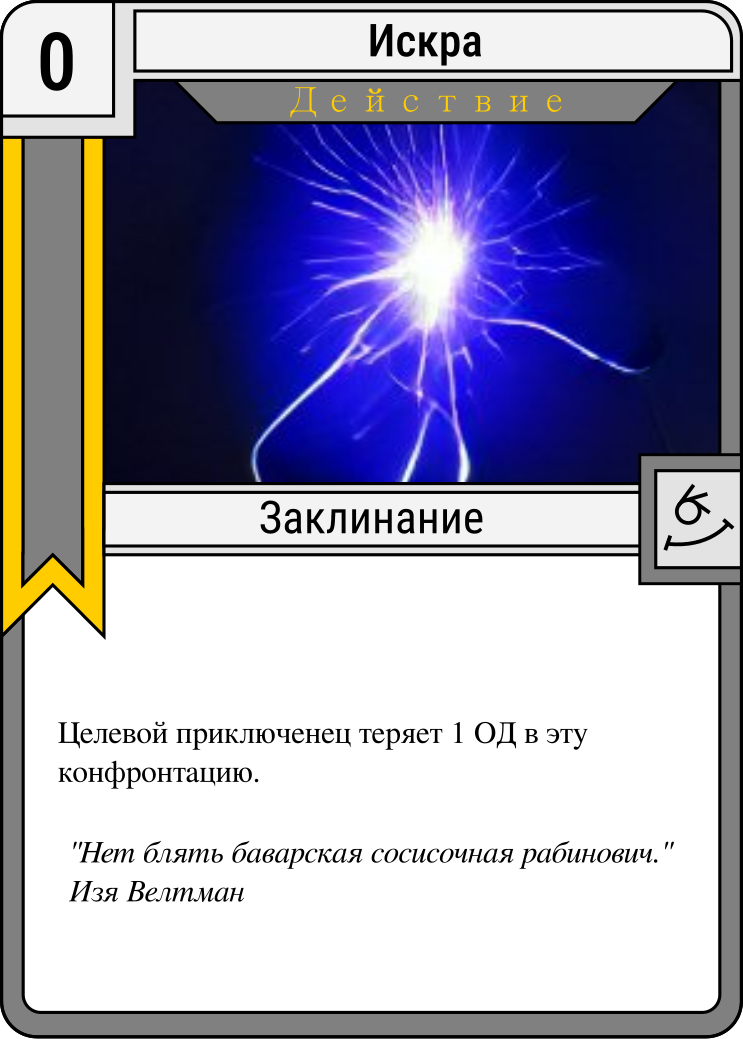 0
Искра
Действие
Заклинание
Целевой приключенец теряет 1 ОД в эту
конфронтацию.
"Нет блять баварская сосисочная рабинович."
Изя Велтман